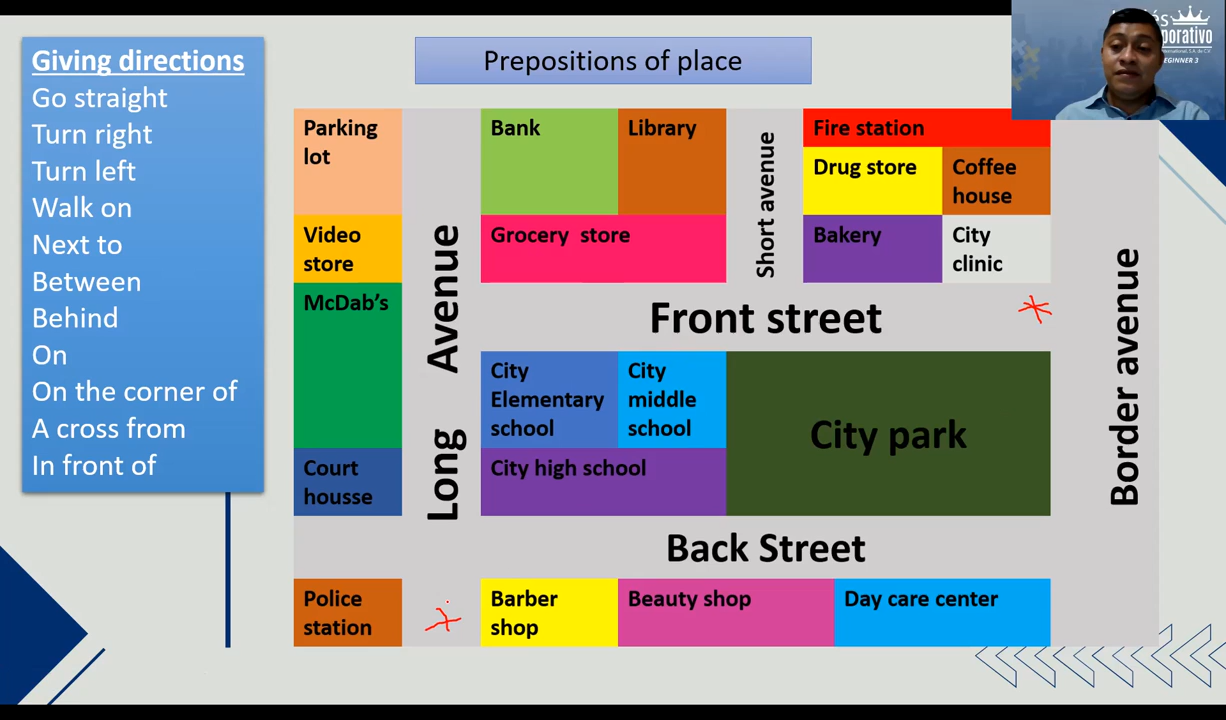 Giving directions
Go straight
Turn right
Turn left
Walk on
Next to
Between
Behind
On
On the corner of
A cross from
In front of
Prepositions of place
Parking
lot
Video
store
McDab's
Court
housse
Police
station
Long Avenue
Bank
Library
Grocery store
Short avenue
Fire station
Drug store
Coffee
house
Bakery
City
clinic
Front street
City
Elementary
school
City
middle
school
City high school
City park
Border avenue
Back Street
Barber
shop
Beauty shop
Day care center